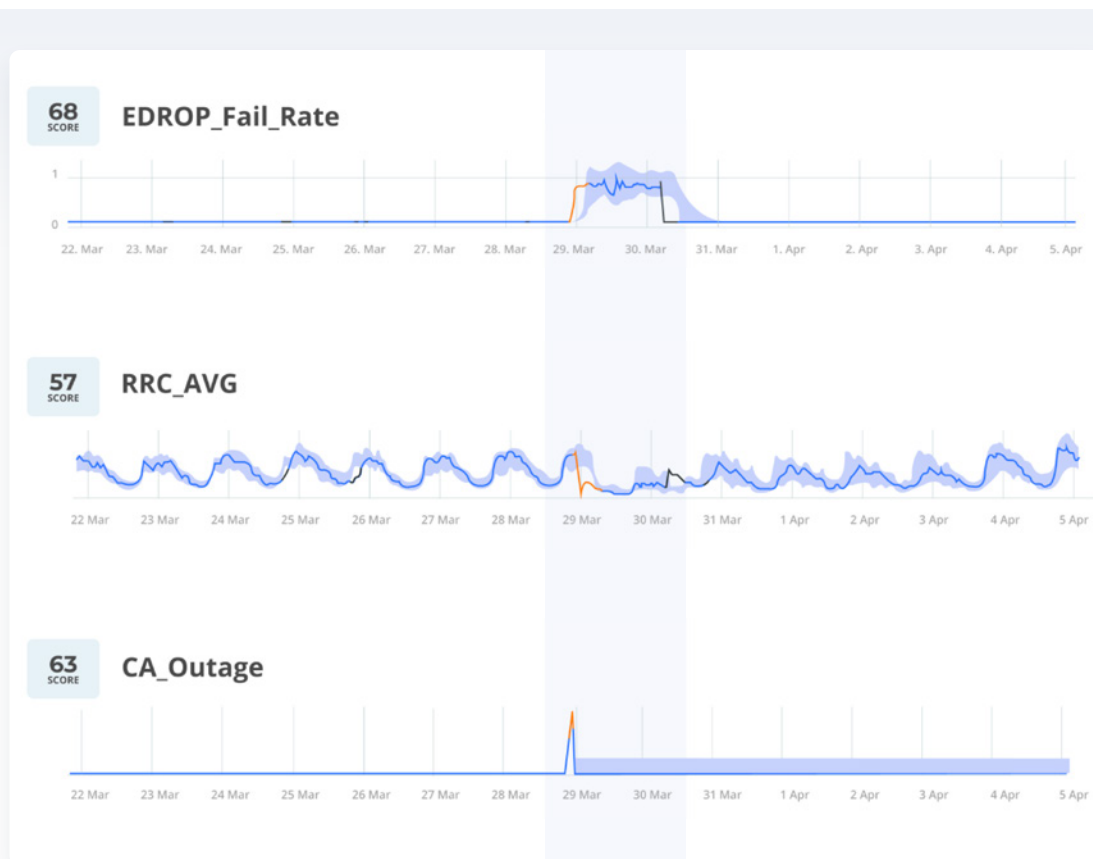 68
SCORE
EDROP_Fail_Rate
1
0
22. Mar 23. Mar 24. Mar 25. Mar 26. Mar 27. Mar 28. Mar 29. Mar 30. Mar 31. Mar 1. Apr 2. Apr 3. Apr 4. Apr 5. Apr
57
SCORE
RRC_AVG
22 Mar 23 Mar 24 Mar 25 Mar 26 Mar 27 Mar 28 Mar 29 Mar 30 Mar 31 Mar 1 Apr 2 Apr 3 Apr 4 Apr 5 Apr
63
SCORE
CA_Outage
22 Mar 23 Mar 24 Mar 25 Mar 26 Mar 27 Mar 28 Mar 29 Mar 30 Mar 31 Mar 1 Apr 2 Apr 3 Apr 4 Apr 5 Apr